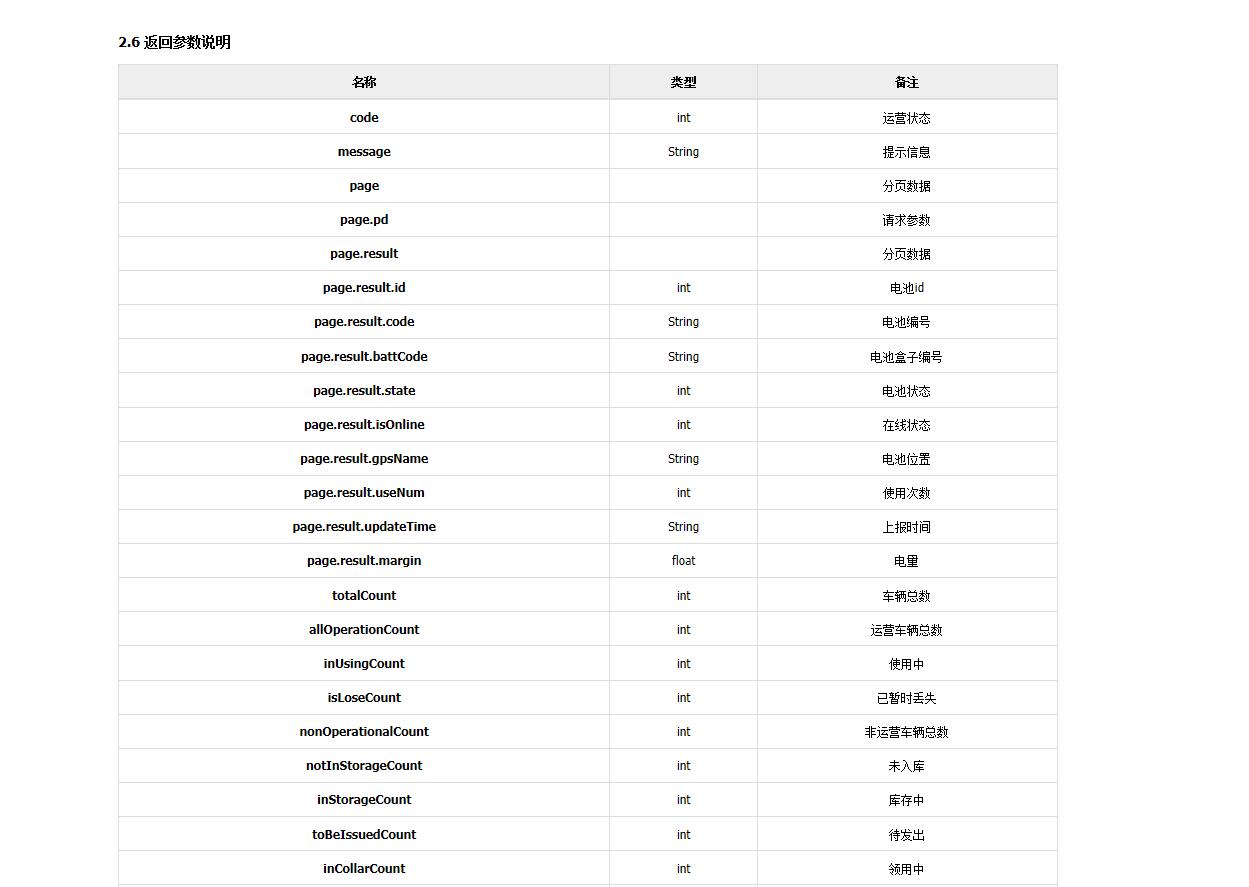 2.6 返回参数说明
名称 类型 备注
code int 运营状态
message String 提示信息
page 分页数据
page.pd 请求参数
page.result 分页数据
page.result.id int 电池id
page.result.code String 电池编号
page.result.battCode String 电池盒子编号
page.result.state int 电池状态
page.result.isOnline int 在线状态
page.result.gpsName String 电池位置
page.result.useNum int 使用次数
page.result.updateTime String 上报时间
page.result.margin float 电量
totalCount int 车辆总数
allOperationCount int 运营车辆总数
inUsingCount int 使用中
isLoseCount int 已暂时丢失
nonOperationalCount int 非运营车辆总数
notInStorageCount int 未入库
inStorageCount int 库存中
toBeIssuedCount int 待发出
inCollarCount int 领用中